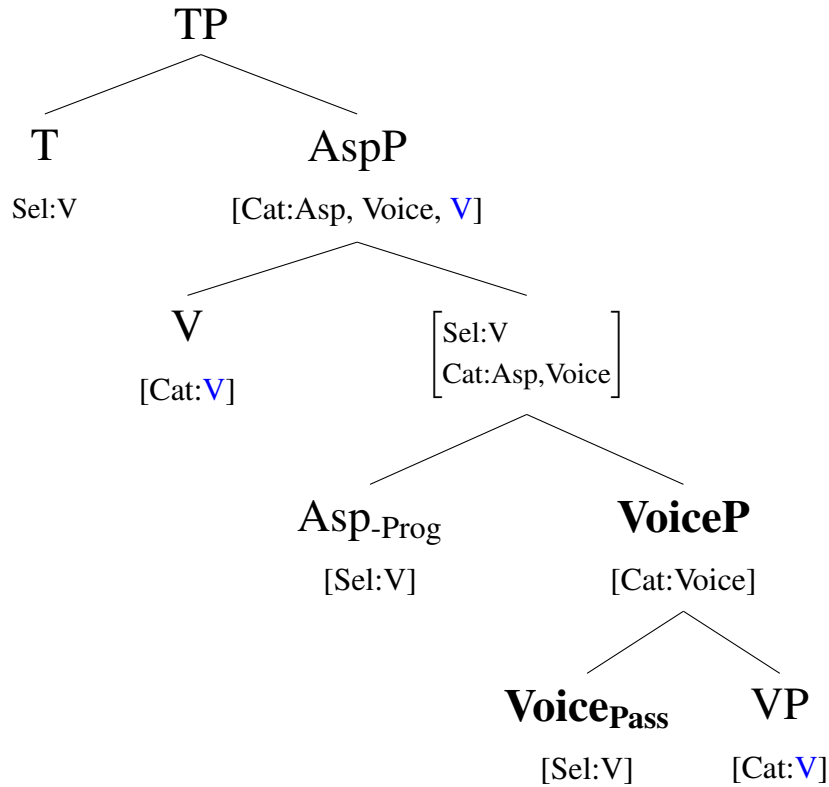 TP
T AspP
Sel:V [Cat:Asp, Voice, V]
V
Sel:V
Cat:Asp,Voice
[Cat:V]
Asp-Prog VoiceP
[Sel:V] [Cat:Voice]
VoicePass VP
[Sel:V] [Cat:V]